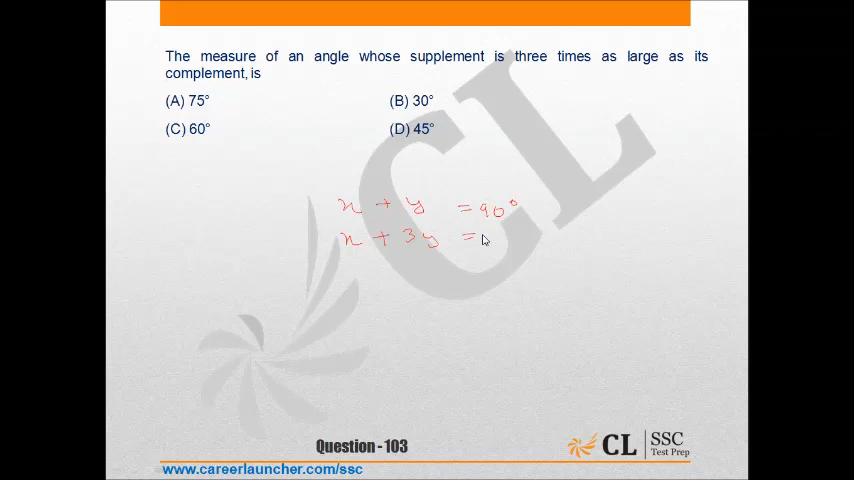 The measure of an angle whose supplement is three times as large as its
complement, is
(A) 75°
(B) 30°
(C) 60°
(D) 45°
x + y = 90°
x + 3y =
CL
Question - 103
CL SSC
Test Prep
www.careerlauncher.com/ssc